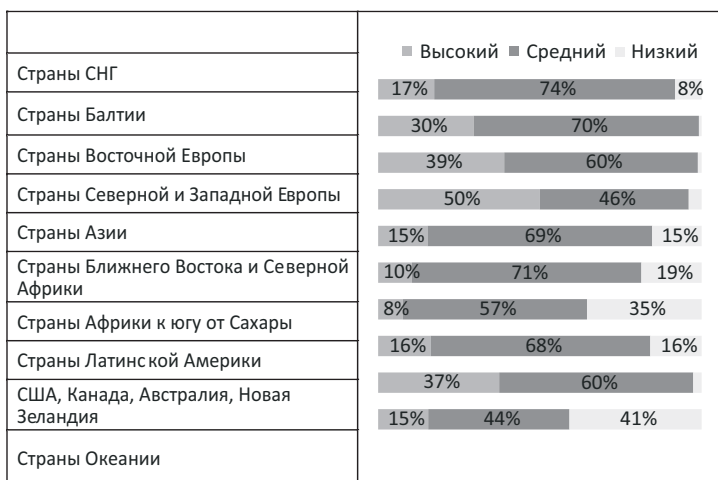 Высокий Средний Низкий
Страны СНГ
17% 74% 8%
Страны Балтии
30% 70%
Страны Восточной Европы
39% 60%
Страны Северной и Западной Европы
50% 46%
Страны Азии
15% 69% 15%
Страны Ближнего Востока и Северной
Африки
10% 71% 19%
Страны Африки к югу от Сахары
8% 57% 35%
Страны Латинской Америки
16% 68% 16%
США, Канада, Австралия, Новая
Зеландия
37% 60%
Страны Океании
15% 44% 41%